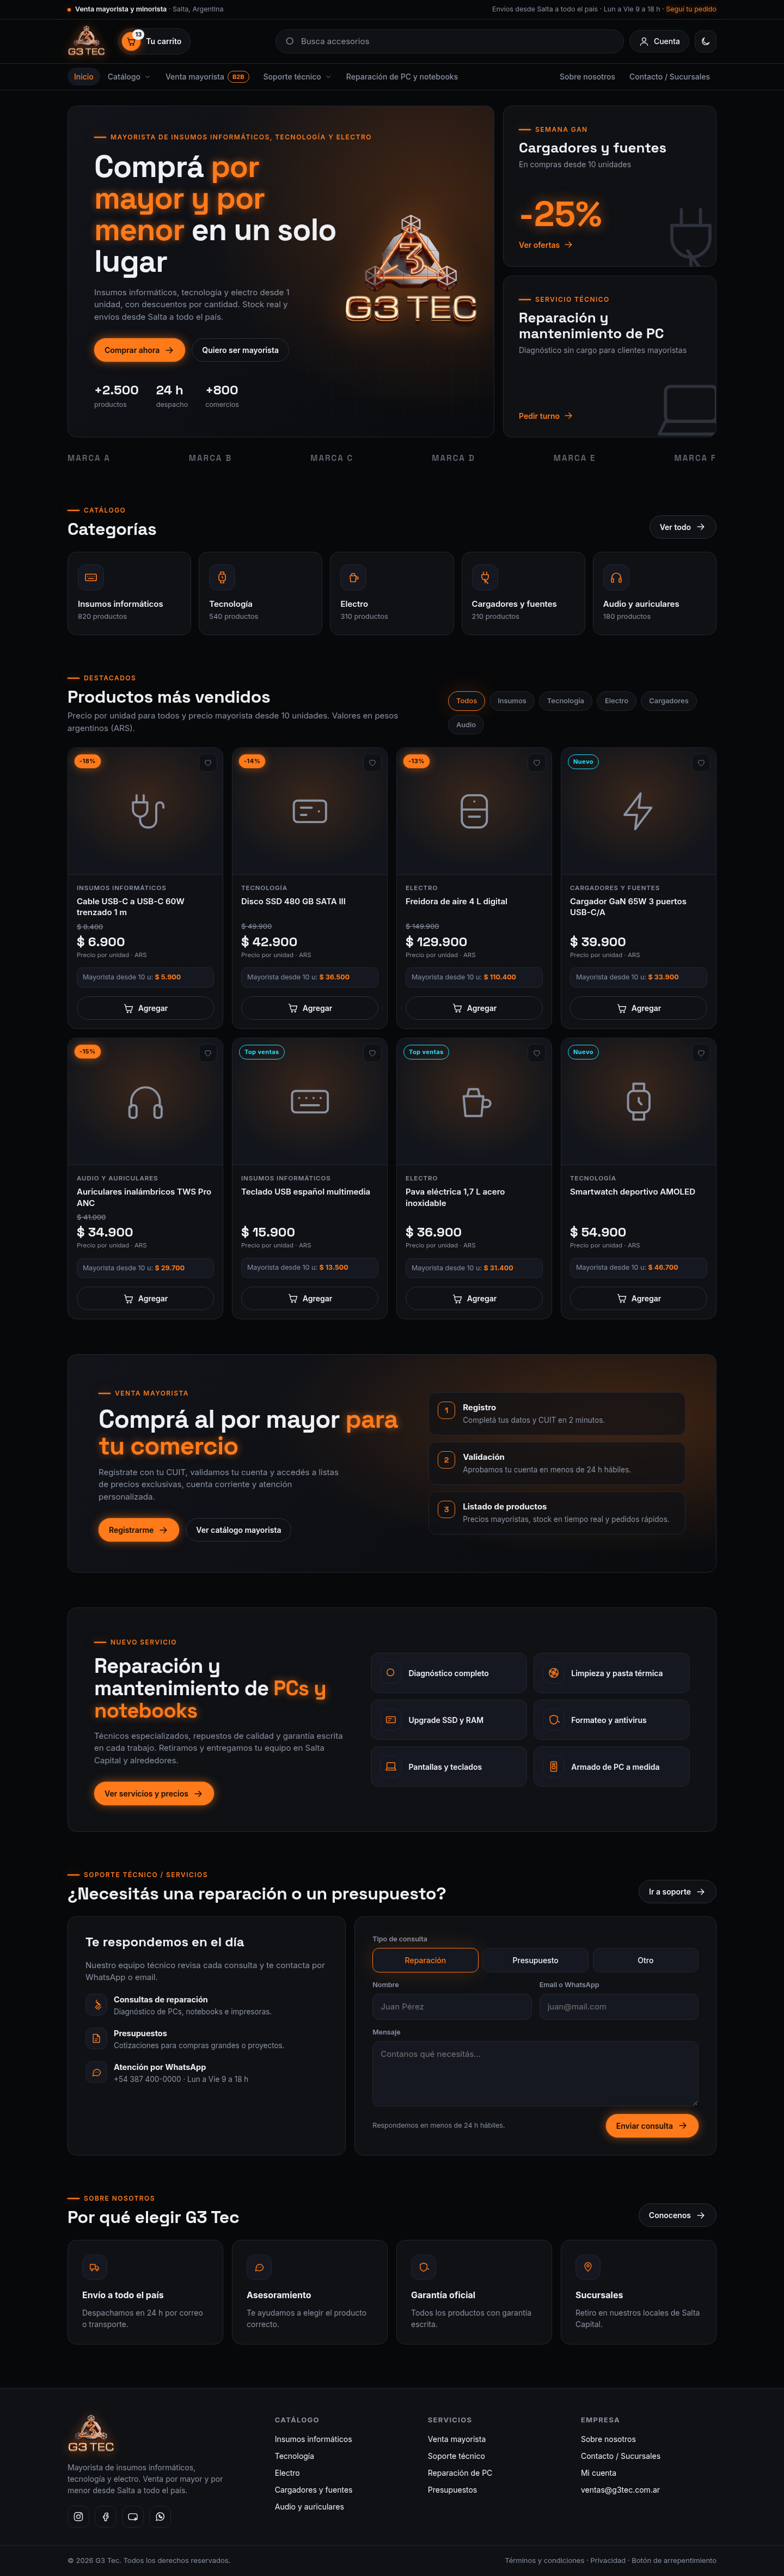 Venta mayorista y minorista · Salta, Argentina
Envíos desde Salta a todo el país · Lun a Vie 9 a 18 h · Seguí tu pedido
G3 TEC
13
Tu carrito
Busca accesorios
Cuenta
Inicio
Catálogo
Venta mayorista B2B
Soporte técnico
Reparación de PC y notebooks
Sobre nosotros
Contacto / Sucursales
MAYORISTA DE INSUMOS INFORMÁTICOS, TECNOLOGÍA Y ELECTRO
Comprá por
mayor y por
menor en un solo
lugar
Insumos informáticos, tecnología y electro desde 1
unidad, con descuentos por cantidad. Stock real y
envíos desde Salta a todo el país.
Comprar ahora
Quiero ser mayorista
+2.500
productos
24 h
despacho
+800
comercios
G3 TEC
SEMANA GAN
Cargadores y fuentes
En compras desde 10 unidades
-25%
Ver ofertas
SERVICIO TÉCNICO
Reparación y
mantenimiento de PC
Diagnóstico sin cargo para clientes mayoristas
Pedir turno
MARCA A
MARCA B
MARCA C
MARCA D
MARCA E
MARCA F
CATÁLOGO
Categorías
Ver todo
Insumos informáticos
820 productos
Tecnología
540 productos
Electro
310 productos
Cargadores y fuentes
210 productos
Audio y auriculares
180 productos
DESTACADOS
Productos más vendidos
Precio por unidad para todos y precio mayorista desde 10 unidades. Valores en pesos
argentinos (ARS).
Todos
Insumos
Tecnología
Electro
Cargadores
Audio
-18%
INSUMOS INFORMÁTICOS
Cable USB-C a USB-C 60W
trenzado 1 m
$ 8.400
$ 6.900
Precio por unidad · ARS
Mayorista desde 10 u: $ 5.900
Agregar
-14%
TECNOLOGÍA
Disco SSD 480 GB SATA III
$ 49.900
$ 42.900
Precio por unidad · ARS
Mayorista desde 10 u: $ 36.500
Agregar
-13%
ELECTRO
Freidora de aire 4 L digital
$ 149.900
$ 129.900
Precio por unidad · ARS
Mayorista desde 10 u: $ 110.400
Agregar
Nuevo
CARGADORES Y FUENTES
Cargador GaN 65W 3 puertos
USB-C/A
$ 39.900
Precio por unidad · ARS
Mayorista desde 10 u: $ 33.900
Agregar
-15%
AUDIO Y AURICULARES
Auriculares inalámbricos TWS Pro
ANC
$ 41.000
$ 34.900
Precio por unidad · ARS
Mayorista desde 10 u: $ 29.700
Agregar
Top ventas
INSUMOS INFORMÁTICOS
Teclado USB español multimedia
$ 15.900
Precio por unidad · ARS
Mayorista desde 10 u: $ 13.500
Agregar
Top ventas
ELECTRO
Pava eléctrica 1,7 L acero
inoxidable
$ 36.900
Precio por unidad · ARS
Mayorista desde 10 u: $ 31.400
Agregar
Nuevo
TECNOLOGÍA
Smartwatch deportivo AMOLED
$ 54.900
Precio por unidad · ARS
Mayorista desde 10 u: $ 46.700
Agregar
VENTA MAYORISTA
Comprá al por mayor para
tu comercio
Registrate con tu CUIT, validamos tu cuenta y accedés a listas
de precios exclusivas, cuenta corriente y atención
personalizada.
Registrarme
Ver catálogo mayorista
1
Registro
Completá tus datos y CUIT en 2 minutos.
2
Validación
Aprobamos tu cuenta en menos de 24 h hábiles.
3
Listado de productos
Precios mayoristas, stock en tiempo real y pedidos rápidos.
NUEVO SERVICIO
Reparación y
mantenimiento de PCs y
notebooks
Técnicos especializados, repuestos de calidad y garantía escrita
en cada trabajo. Retiramos y entregamos tu equipo en Salta
Capital y alrededores.
Ver servicios y precios
Diagnóstico completo
Limpieza y pasta térmica
Upgrade SSD y RAM
Formateo y antivirus
Pantallas y teclados
Armado de PC a medida
SOPORTE TÉCNICO / SERVICIOS
¿Necesitás una reparación o un presupuesto?
Ir a soporte
Te respondemos en el día
Nuestro equipo técnico revisa cada consulta y te contacta por
WhatsApp o email.
Consultas de reparación
Diagnóstico de PCs, notebooks e impresoras.
Presupuestos
Cotizaciones para compras grandes o proyectos.
Atención por WhatsApp
+54 387 400-0000 · Lun a Vie 9 a 18 h
Tipo de consulta
Reparación
Presupuesto
Otro
Nombre
Email o WhatsApp
Juan Pérez
juan@mail.com
Mensaje
Contanos qué necesitás...
Respondemos en menos de 24 h hábiles.
Enviar consulta
SOBRE NOSOTROS
Por qué elegir G3 Tec
Conocenos
Envío a todo el país
Despachamos en 24 h por correo
o transporte.
Asesoramiento
Te ayudamos a elegir el producto
correcto.
Garantía oficial
Todos los productos con garantía
escrita.
Sucursales
Retiro en nuestros locales de Salta
Capital.
G3 TEC
Mayorista de insumos informáticos,
tecnología y electro. Venta por mayor y por
menor desde Salta a todo el país.
CATÁLOGO
Insumos informáticos
Tecnología
Electro
Cargadores y fuentes
Audio y auriculares
SERVICIOS
Venta mayorista
Soporte técnico
Reparación de PC
Presupuestos
EMPRESA
Sobre nosotros
Contacto / Sucursales
Mi cuenta
ventas@g3tec.com.ar
© 2026 G3 Tec. Todos los derechos reservados.
Términos y condiciones · Privacidad · Botón de arrepentimiento